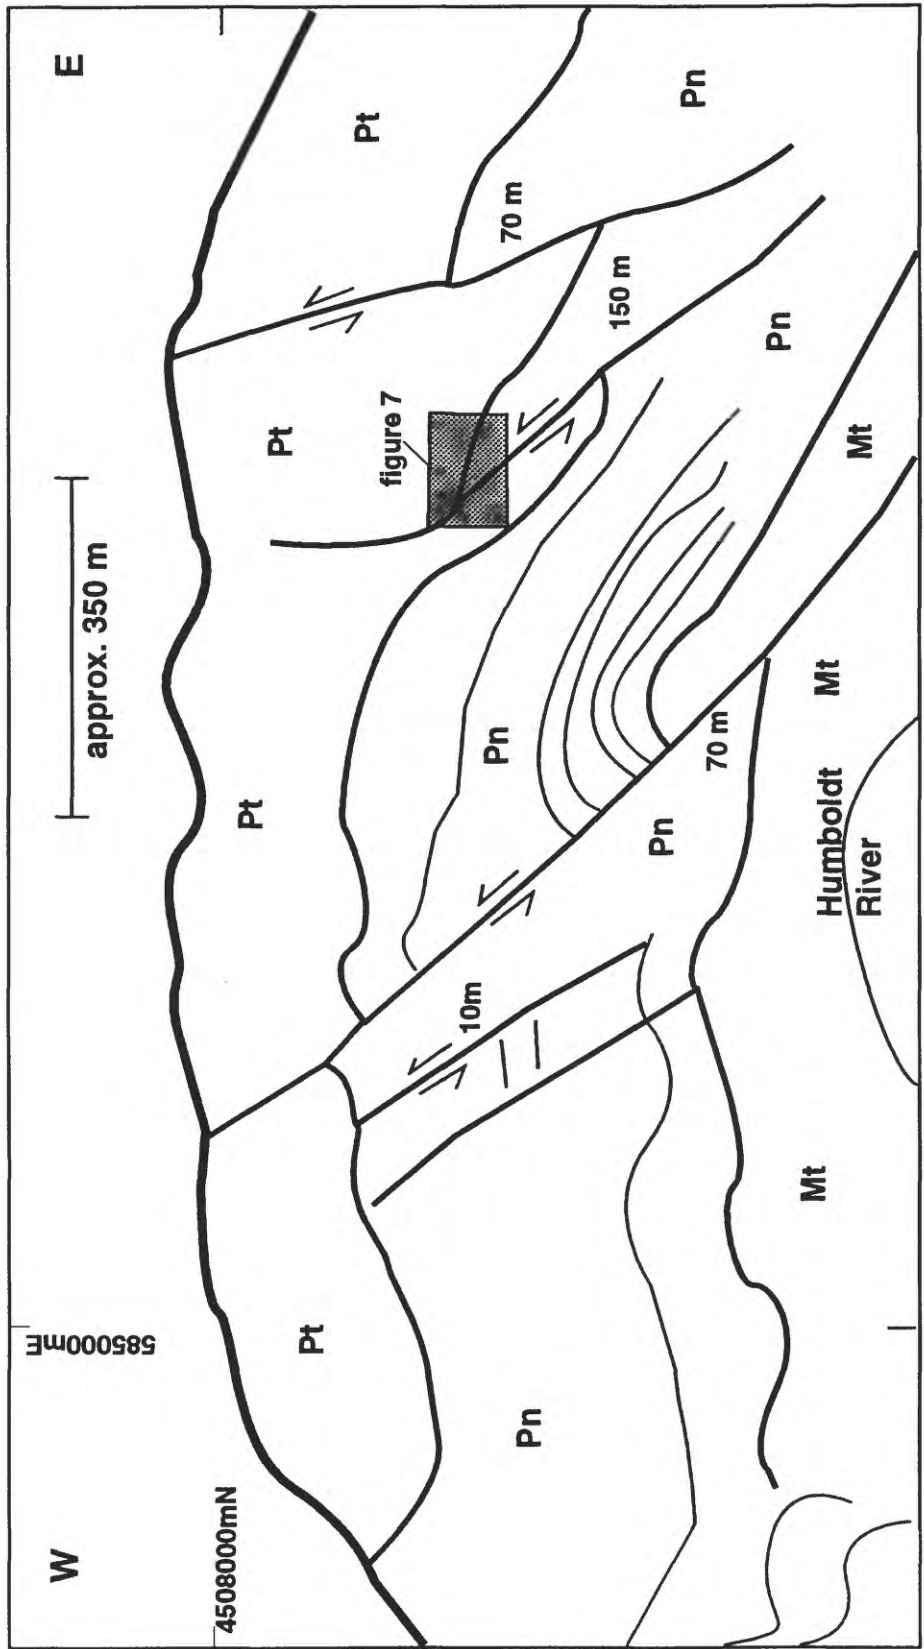 W
E
585000mE
4508000mN
approx. 350 m
Pt
Pt
Pt
Pt
figure 7
70 m
150 m
Pn
Pn
Pn
Pn
Pn
10m
70 m
Mt
Mt
Mt
Humboldt
River